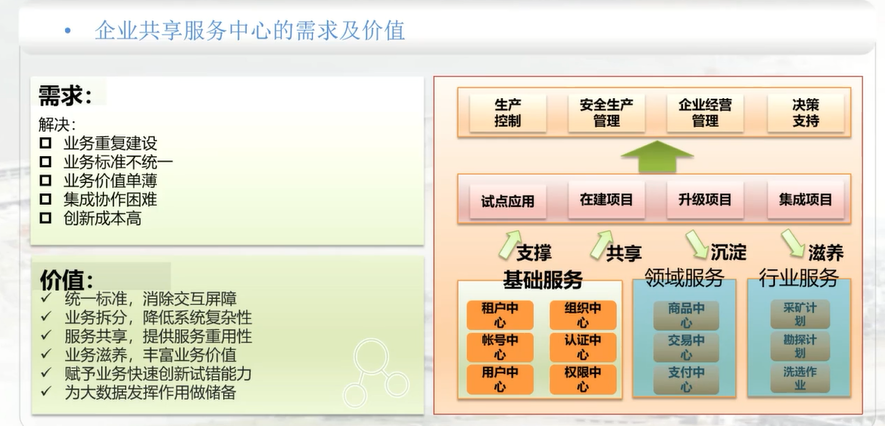 • 企业共享服务中心的需求及价值
需求：
解决：
业务重复建设
业务标准不统一
业务价值单薄
集成协作困难
创新成本高
价值：
统一标准，消除交互屏障
业务拆分，降低系统复杂性
服务共享，提供服务重用性
业务滋养，丰富业务价值
赋予业务快速创新试错能力
为大数据发挥作用做储备
生产
控制
安全生产
管理
企业经营
管理
决策
支持
试点应用
在建项目
升级项目
集成项目
支撑
共享
沉淀
滋养
基础服务
领域服务
行业服务
租户中
心
组织中
心
帐号中
心
认证中
心
用户中
心
权限中
心
商品中
心
交易中
心
支付中
心
采矿计
划
勘探计
划
洗选作
业